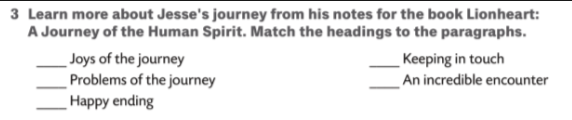 3 Learn more about Jesse's journey from his notes for the book Lionheart:
A Journey of the Human Spirit. Match the headings to the paragraphs.
____ Joys of the journey
____ Problems of the journey
____ Happy ending
____ Keeping in touch
____ An incredible encounter